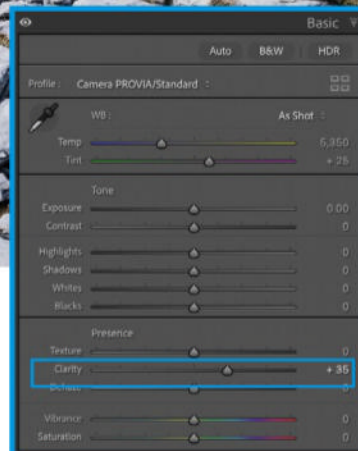 Basic
Auto B&W HDR
Profile : Camera PROVIA/Standard
WB : As Shot
Temp 5,350
Tint + 25
Tone
Exposure 0.00
Contrast 0
Highlights 0
Shadows 0
Whites 0
Blacks 0
Presence
Texture 0
Clarity + 35
Dehaze 0
Vibrance 0
Saturation 0